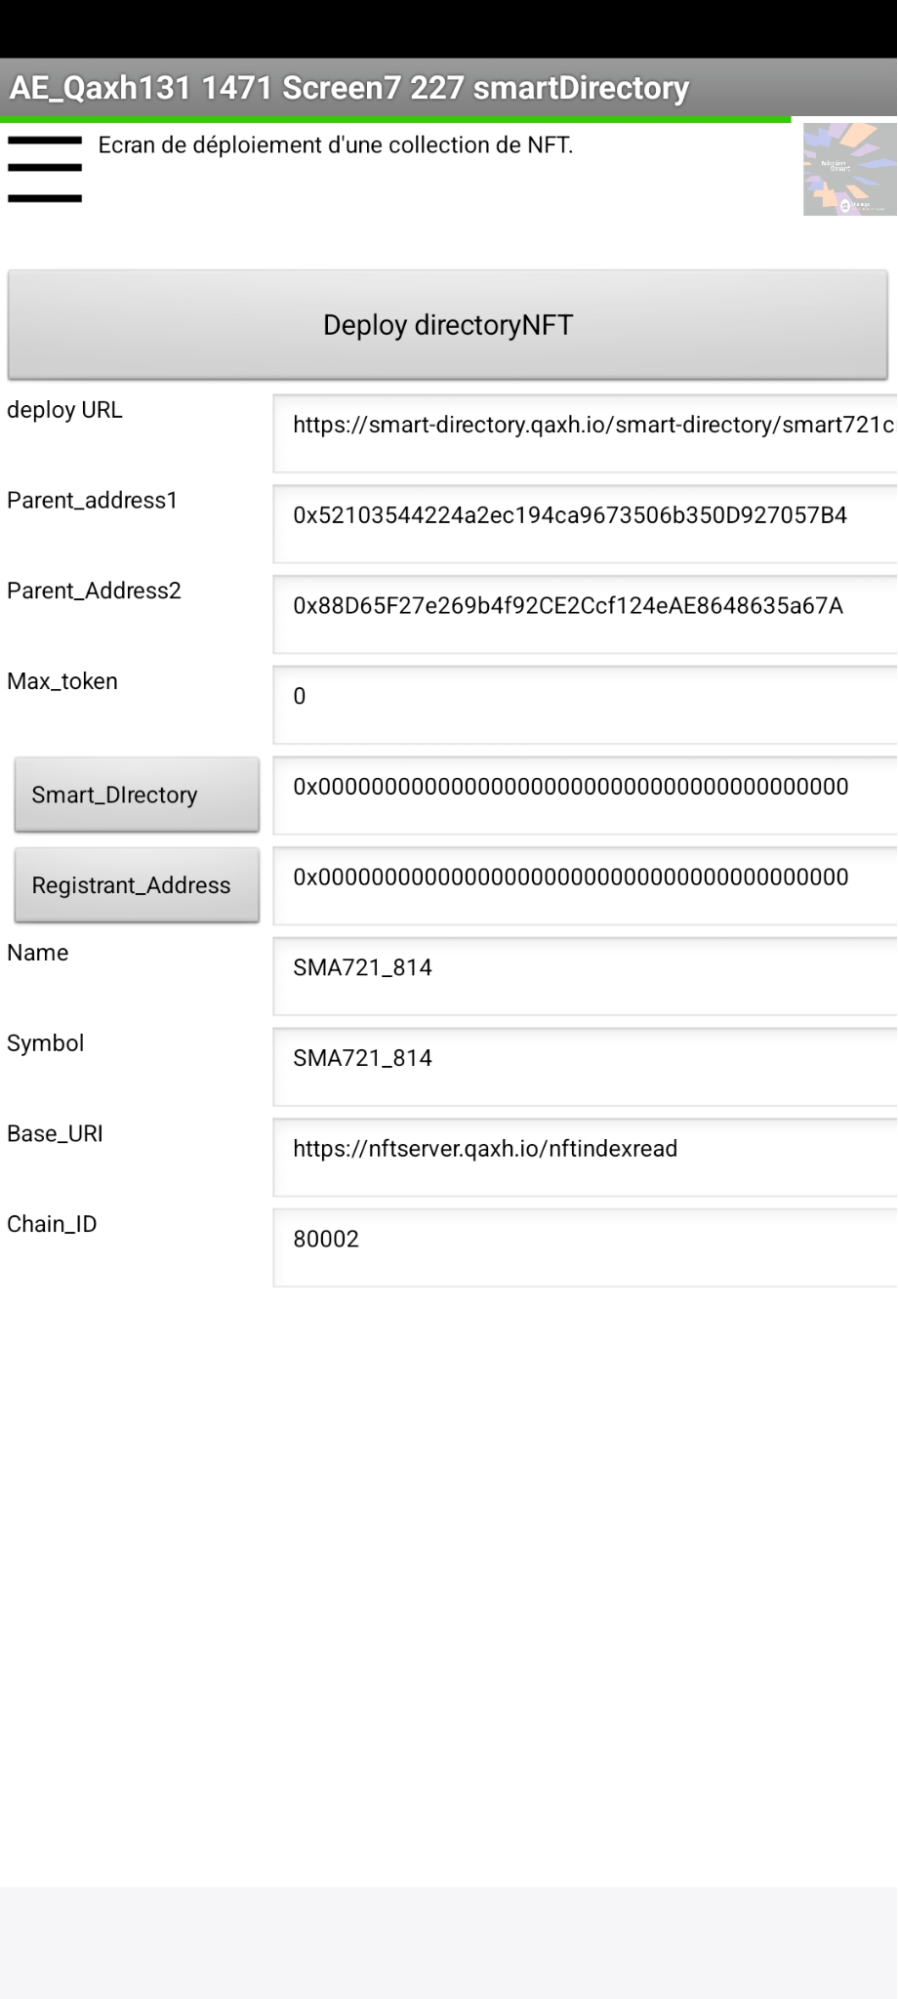 AE_Qaxh131 1471 Screen7 227 smartDirectory
Ecran de déploiement d'une collection de NFT.
Deploy directoryNFT
deploy URL
https://smart-directory.qaxh.io/smart-directory/smart721c
Parent_address1
0x52103544224a2ec194ca9673506b350D927057B4
Parent_Address2
0x88D65F27e269b4f92CE2Ccf124eAE8648635a67A
Max_token
0
Smart_DIrectory
0x0000000000000000000000000000000000000000
Registrant_Address
0x0000000000000000000000000000000000000000
Name
SMA721_814
Symbol
SMA721_814
Base_URI
https://nftserver.qaxh.io/nftindexread
Chain_ID
80002